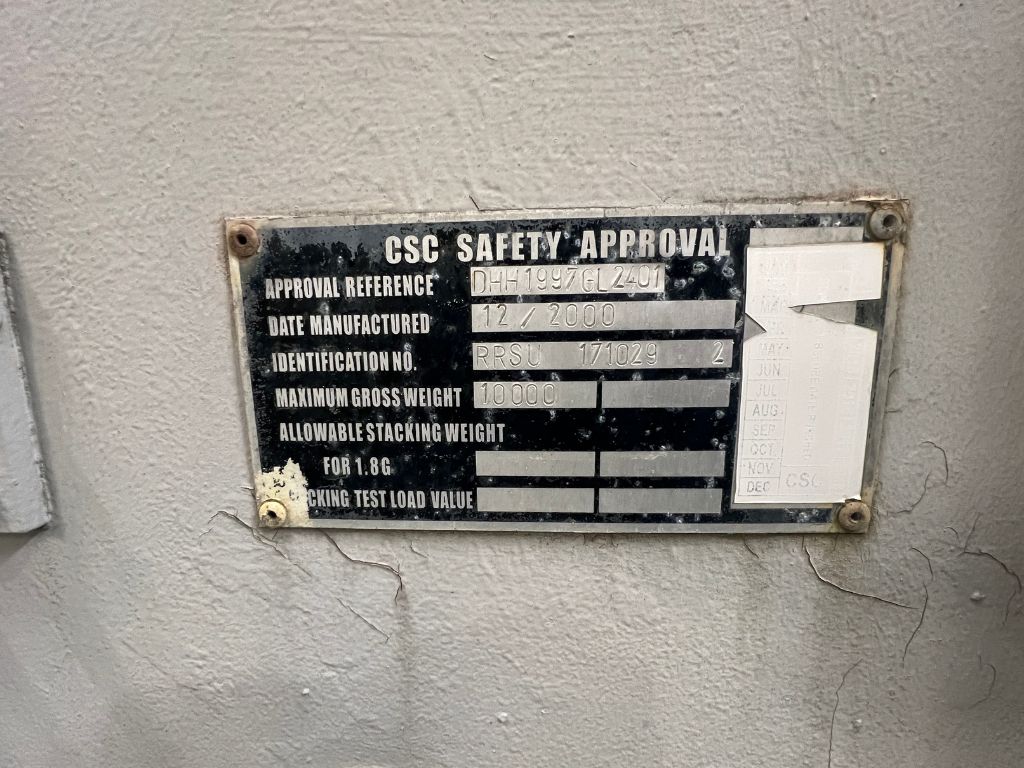 CSC SAFETY APPROVAL
APPROVAL REFERENCE DHH1997GL2401
DATE MANUFACTURED 12/2000
IDENTIFICATION NO. RRSU 171029 2
MAXIMUM GROSS WEIGHT 10000
ALLOWABLE STACKING WEIGHT
FOR 1.8G
CKING TEST LOAD VALUE
MAY
JUN
JUL
AUG
SEP
OCT.
NOV
DEC
CSC